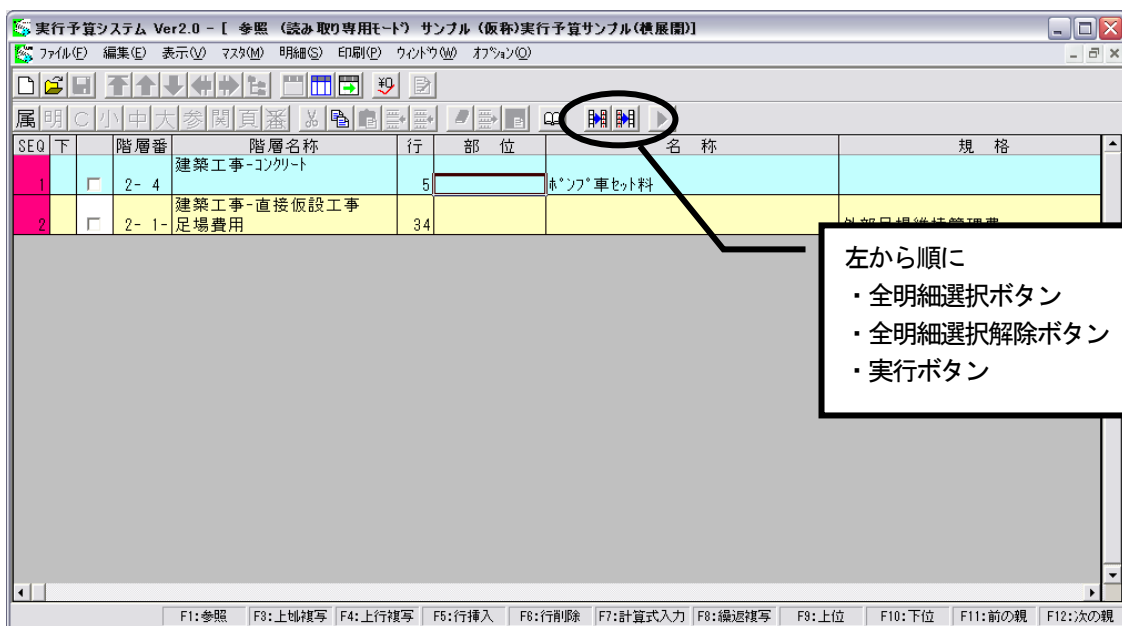 実行予算システム Ver2.0 - [ 参照 (読み取り専用モード) サンプル (仮称)実行予算サンプル(横展開)]
ファイル(F) 編集(E) 表示(V) マスタ(M) 明細(S) 印刷(P) ウィンドウ(W) オプション(O)
属 明 C 小 中 大 参 関 頁 番
SEQ 下 階層番 階層名称 行 部 位 名 称 規 格
建築工事-コンクリート
1 2- 4 5 ポンプ車セット料
建築工事-直接仮設工事
2 2- 1- 足場費用 34 外部足場維持管理費
左から順に
・全明細選択ボタン
・全明細選択解除ボタン
・実行ボタン
F1:参照 F3:上セル複写 F4:上行複写 F5:行挿入 F6:行削除 F7:計算式入力 F8:繰返複写 F9:上位 F10:下位 F11:前の親 F12:次の親